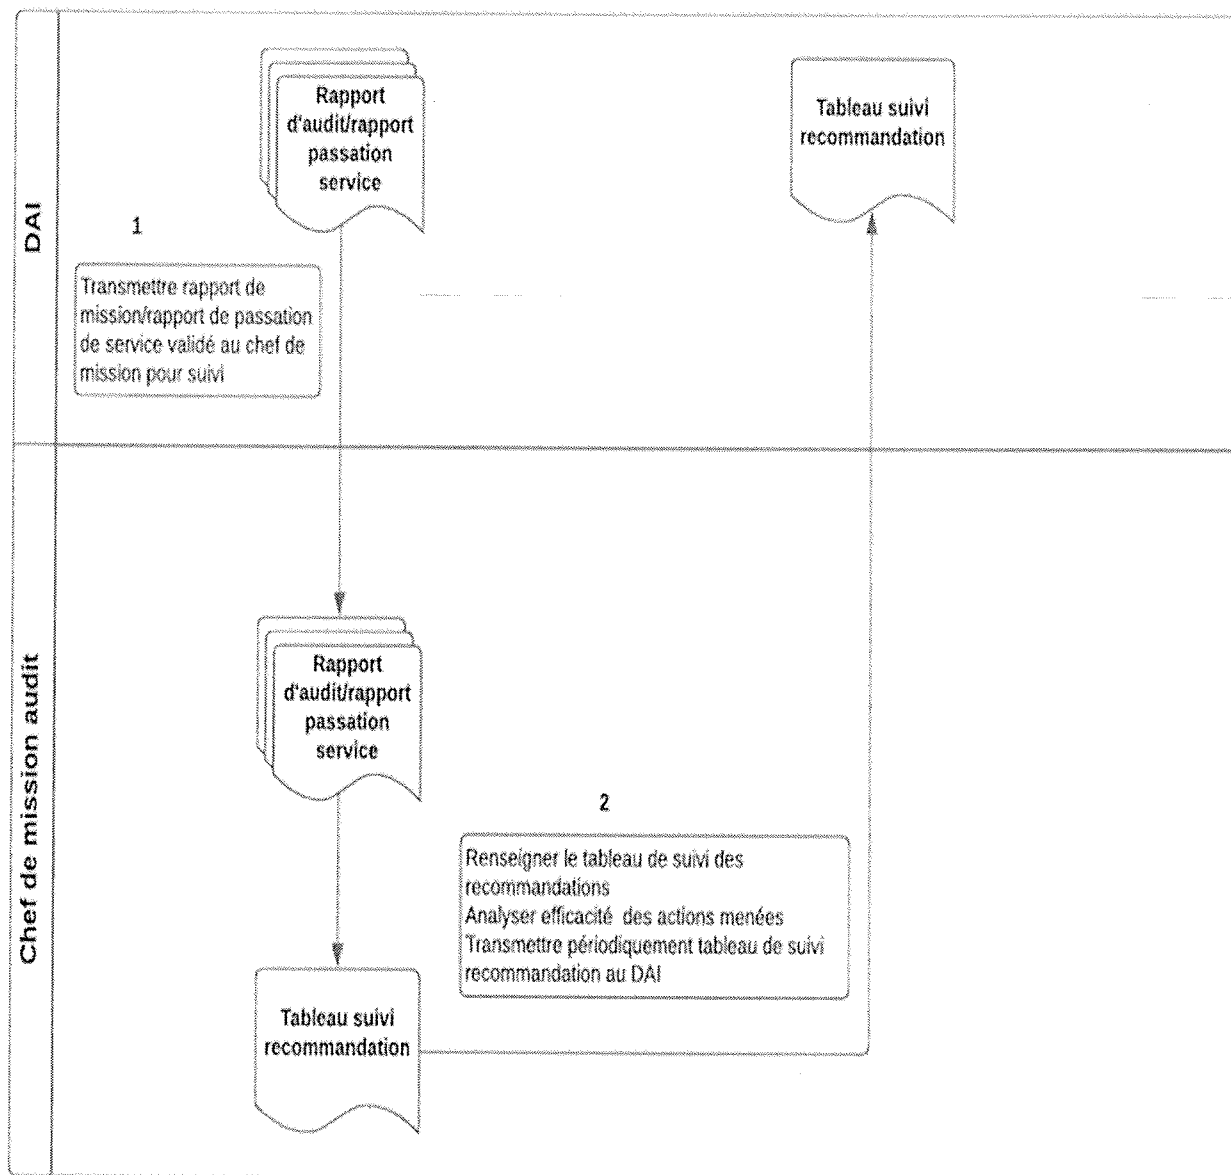 DAI
Rapport
d'audit/rapport
passation
service
Tableau suivi
recommandation
1
Transmettre rapport de
mission/rapport de passation
de service validé au chef de
mission pour suivi
Chef de mission audit
Rapport
d'audit/rapport
passation
service
2
Renseigner le tableau de suivi des
recommandations
Analyser efficacité des actions menées
Transmettre périodiquement tableau de suivi
recommandation au DAI
Tableau suivi
recommandation